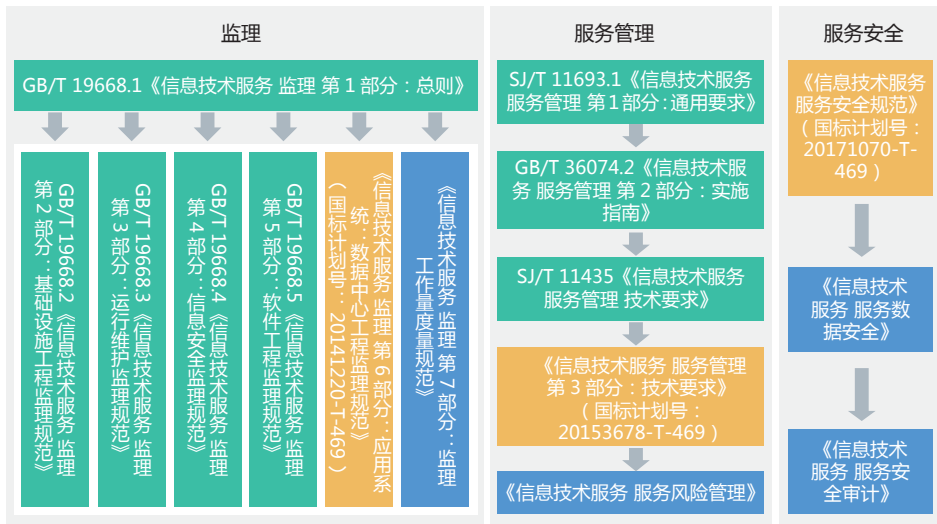 监理
GB/T 19668.1《信息技术服务 监理 第 1 部分：总则》
GB/T 19668.2《信息技术服务 监理
第 2 部分：基础设施工程监理规范》
GB/T 19668.3《信息技术服务 监理
第 3 部分：运行维护监理规范》
GB/T 19668.4《信息技术服务 监理
第 4 部分：信息安全监理规范》
GB/T 19668.5《信息技术服务 监理
第 5 部分：软件工程监理规范》
《信息技术服务 监理 第 6 部分：应用系
统：数据中心工程监理规范》
（国标计划号：20141220-T-469）
《信息技术服务 监理 第 7 部分：监理
工作量度量规范》
服务管理
SJ/T 11693.1《信息技术服务
服务管理 第 1 部分：通用要求》
GB/T 36074.2《信息技术服
务 服务管理 第 2 部分：实施
指南》
SJ/T 11435《信息技术服务
服务管理 技术要求》
《信息技术服务 服务管理
第 3 部分：技术要求》
（国标计划号：
20153678-T-469）
《信息技术服务 服务风险管理》
服务安全
《信息技术服务
服务安全规范》
（国标计划号：
20171070-T-
469）
《信息技术
服务 服务数
据安全》
《信息技术
服务 服务安
全审计》